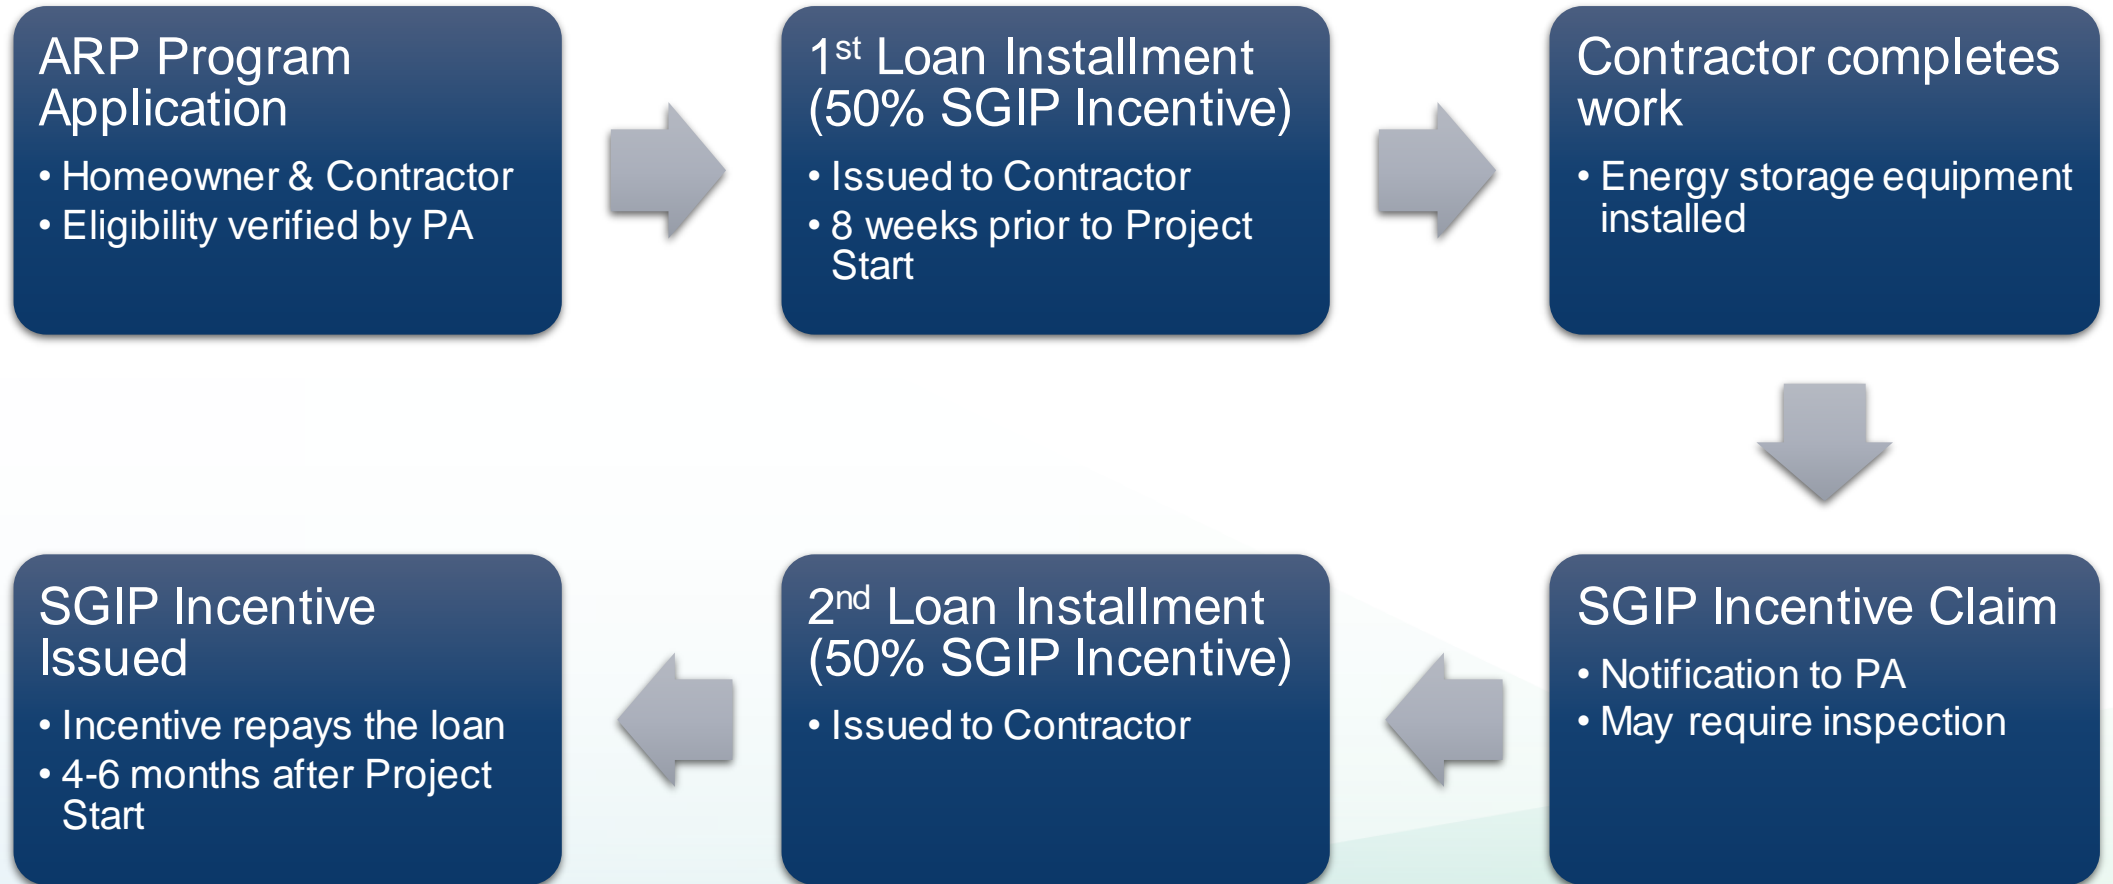 ARP Program
Application
• Homeowner & Contractor
• Eligibility verified by PA
1st Loan Installment
(50% SGIP Incentive)
• Issued to Contractor
• 8 weeks prior to Project
Start
Contractor completes
work
• Energy storage equipment
installed
SGIP Incentive Claim
• Notification to PA
• May require inspection
2nd Loan Installment
(50% SGIP Incentive)
• Issued to Contractor
SGIP Incentive
Issued
• Incentive repays the loan
• 4-6 months after Project
Start